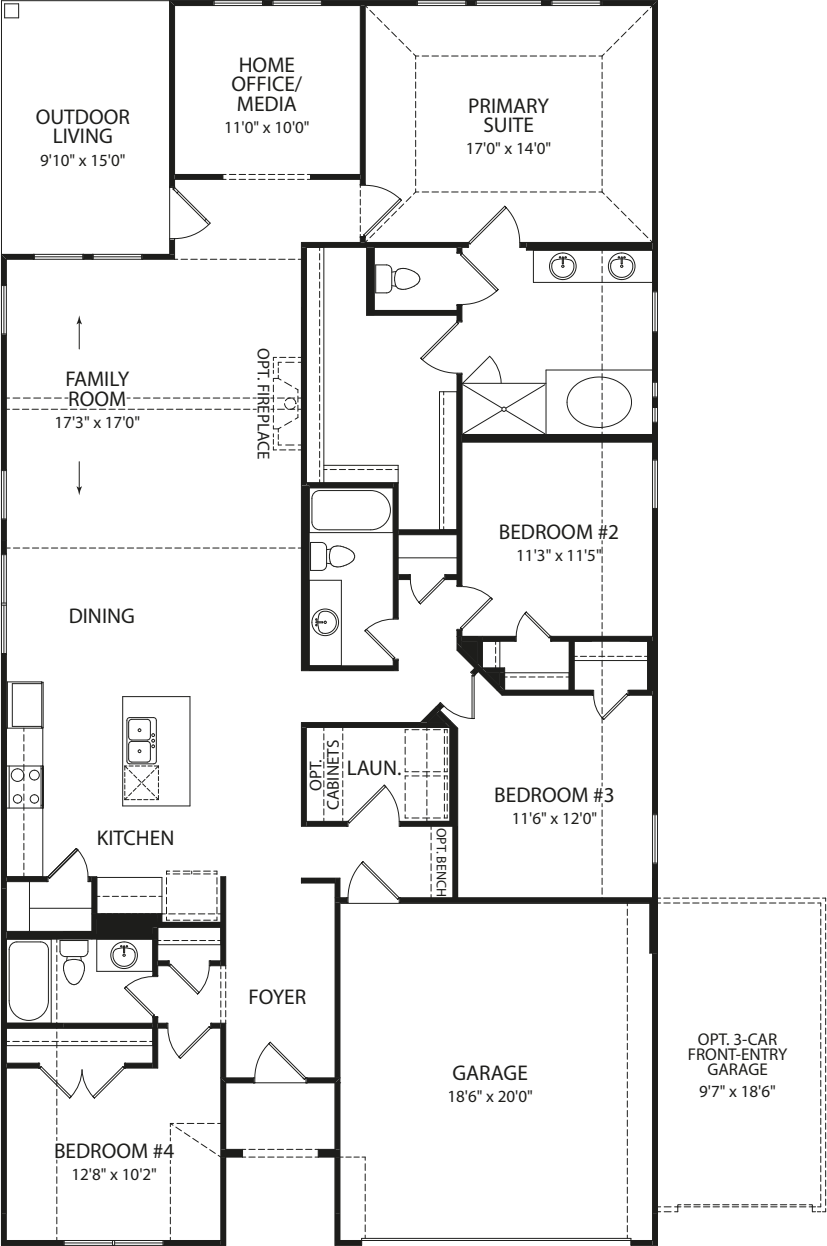 HOME
OFFICE/
MEDIA
11'0" x 10'0"
OUTDOOR
LIVING
9'10" x 15'0"
PRIMARY
SUITE
17'0" x 14'0"
FAMILY
ROOM
17'3" x 17'0"
OPT. FIREPLACE
BEDROOM #2
11'3" x 11'5"
DINING
OPT.
CABINETS
LAUN.
BEDROOM #3
11'6" x 12'0"
KITCHEN
OPT. BENCH
FOYER
GARAGE
18'6" x 20'0"
OPT. 3-CAR
FRONT-ENTRY
GARAGE
9'7" x 18'6"
BEDROOM #4
12'8" x 10'2"